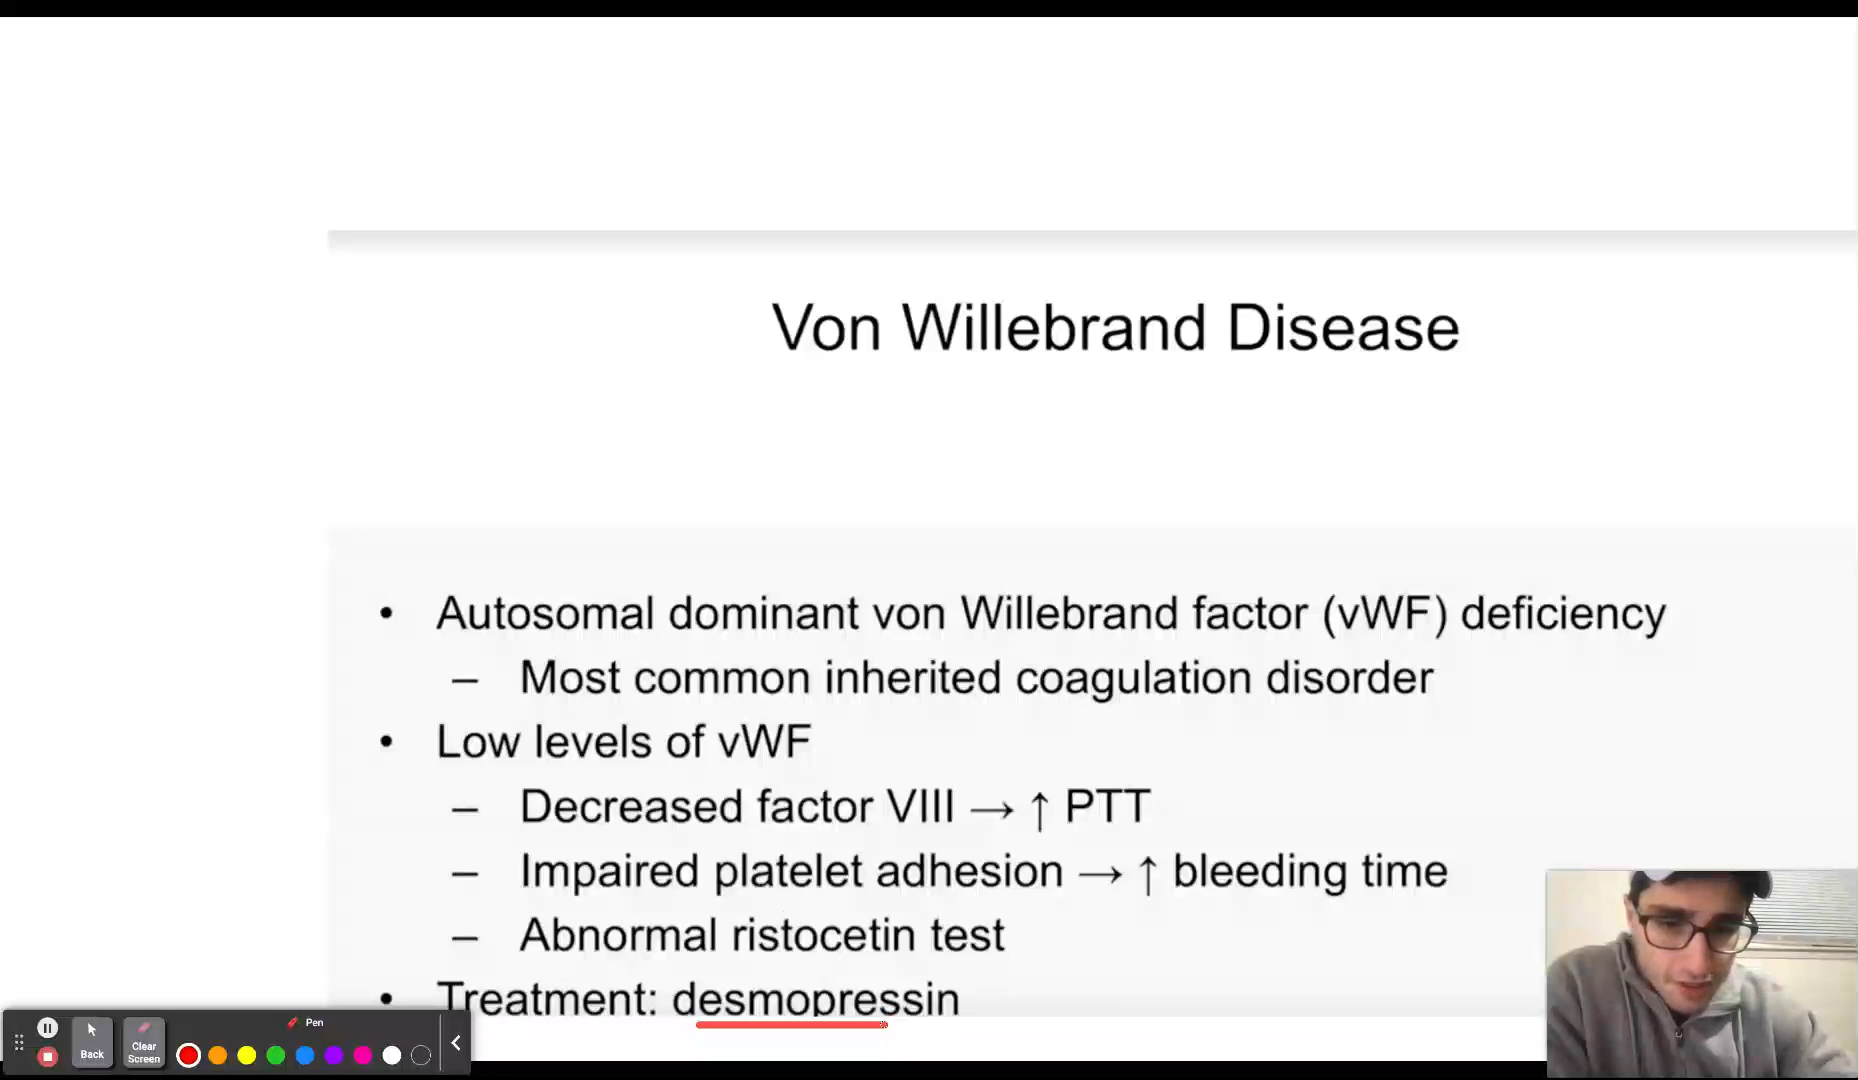 Von Willebrand Disease
• Autosomal dominant von Willebrand factor (vWF) deficiency
– Most common inherited coagulation disorder
• Low levels of vWF
– Decreased factor VIII → ↑ PTT
– Impaired platelet adhesion → ↑ bleeding time
– Abnormal ristocetin test
• Treatment: desmopressin
Pen
Back
Clear
Screen